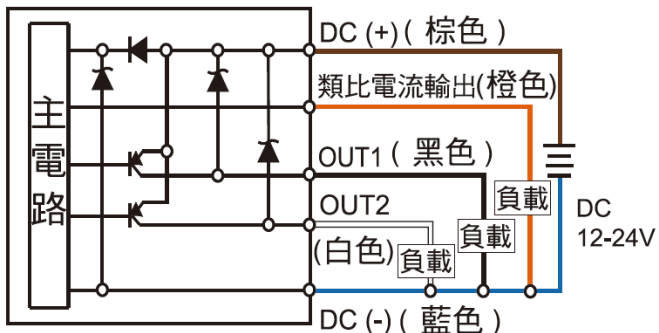 主電路
DC (+) ( 棕色 )
類比電流輸出(橙色)
OUT1 ( 黑色 )
OUT2
(白色)
負載
負載
負載
DC
12-24V
DC (-) ( 藍色 )